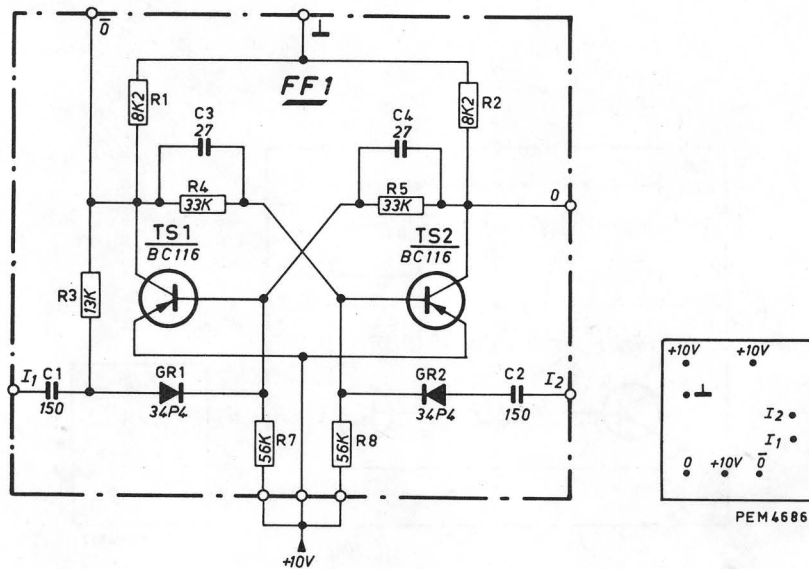 0̅
⊥
FF1
8K2 R1
8K2 R2
C3
27
C4
27
R4
33K
R5
33K
0
TS1
BC116
TS2
BC116
R3 13K
I₁ C1
150
GR1
34P4
GR2
34P4
C2 I₂
150
56K R7
56K R8
+10V
+10V +10V
⊥
I₂
I₁
0 +10V 0̅
PEM4686